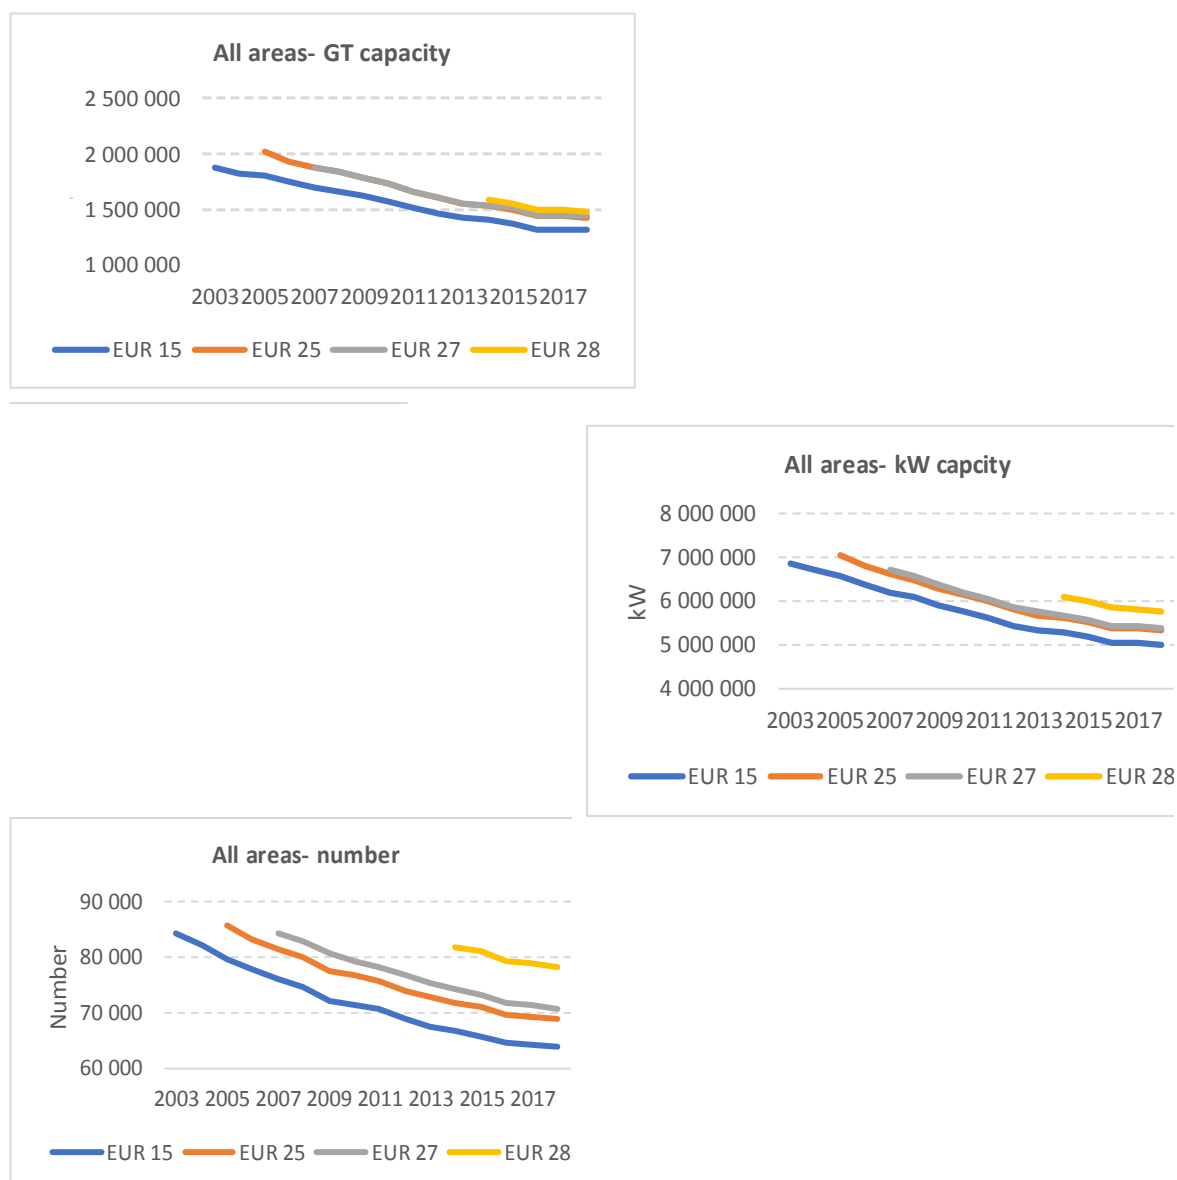 All areas- GT capacity
2 500 000
2 000 000
1 500 000
1 000 000
2003 2005 2007 2009 2011 2013 2015 2017
EUR 15 EUR 25 EUR 27 EUR 28
All areas- kW capcity
8 000 000
7 000 000
6 000 000
5 000 000
4 000 000
kW
2003 2005 2007 2009 2011 2013 2015 2017
EUR 15 EUR 25 EUR 27 EUR 28
All areas- number
90 000
80 000
70 000
60 000
Number
2003 2005 2007 2009 2011 2013 2015 2017
EUR 15 EUR 25 EUR 27 EUR 28